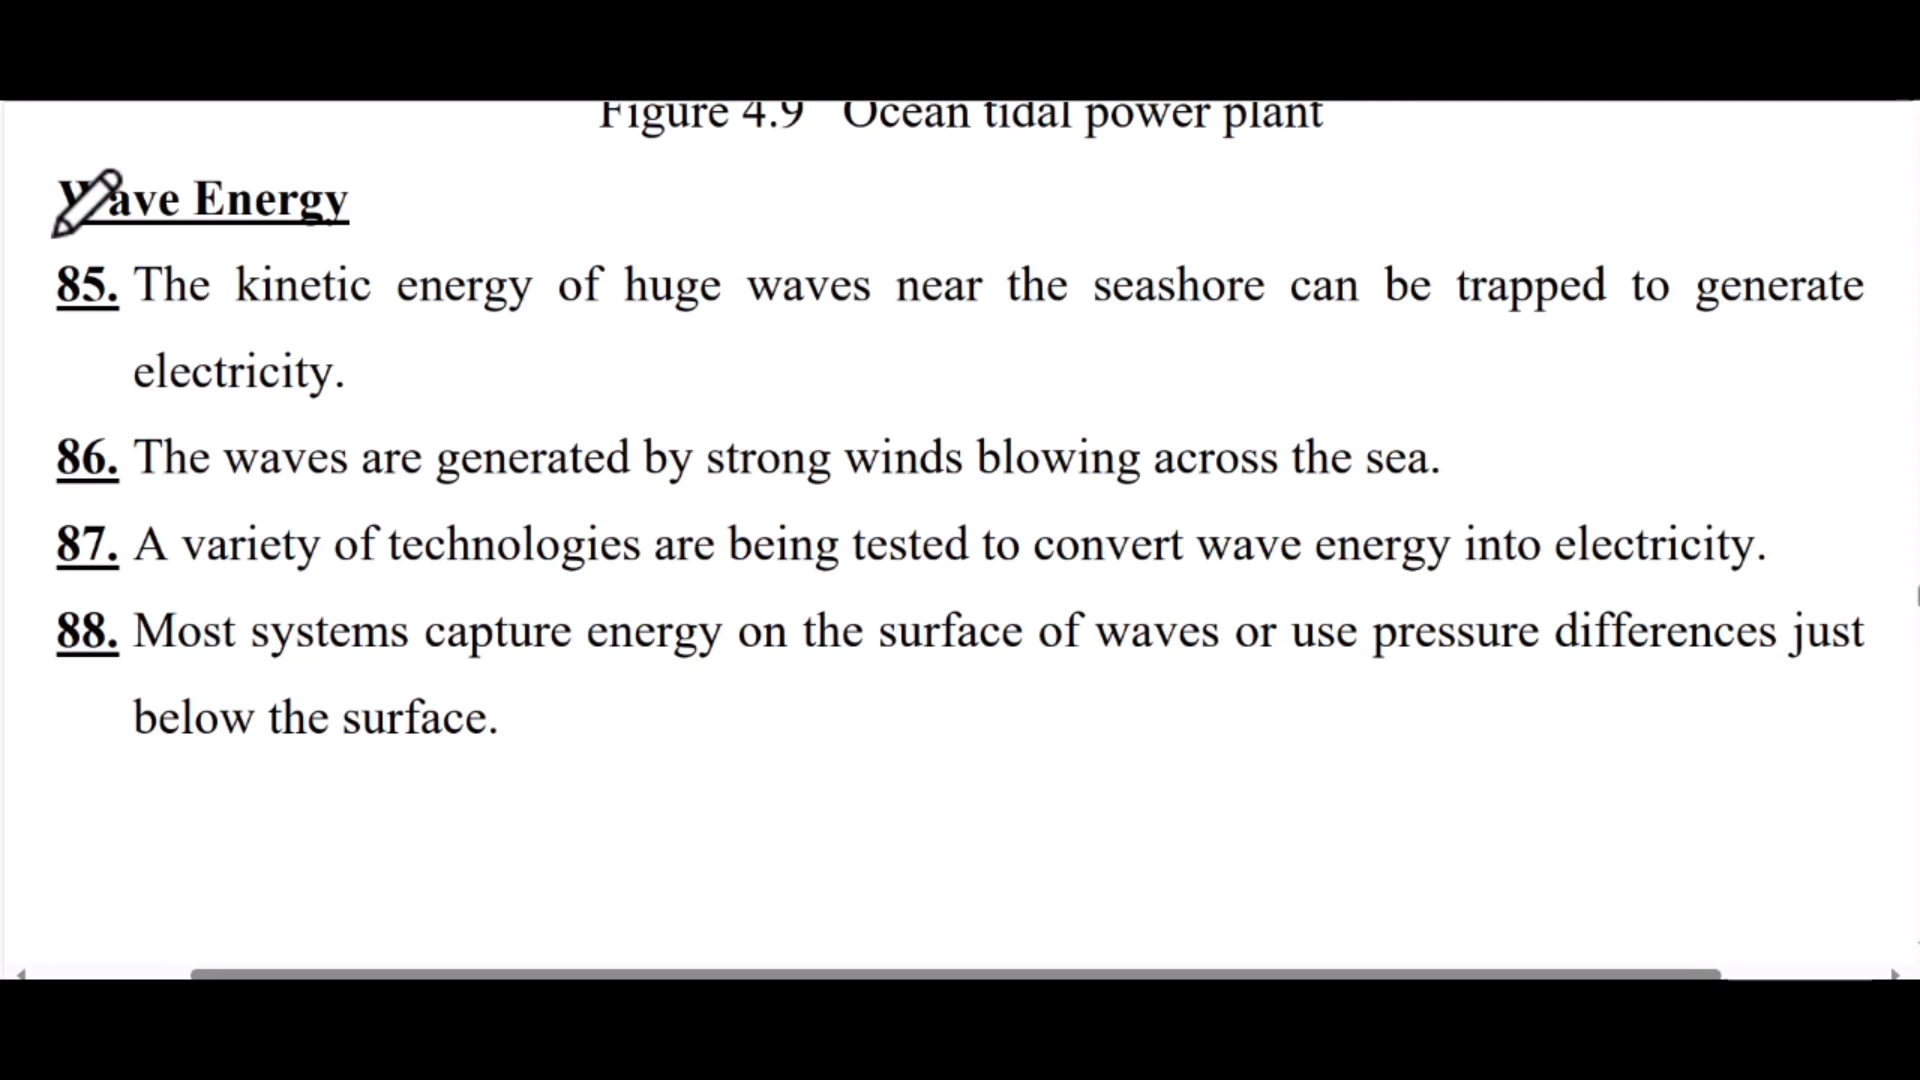 Figure 4.9 Ocean tidal power plant
Wave Energy
85. The kinetic energy of huge waves near the seashore can be trapped to generate
electricity.
86. The waves are generated by strong winds blowing across the sea.
87. A variety of technologies are being tested to convert wave energy into electricity.
88. Most systems capture energy on the surface of waves or use pressure differences just
below the surface.